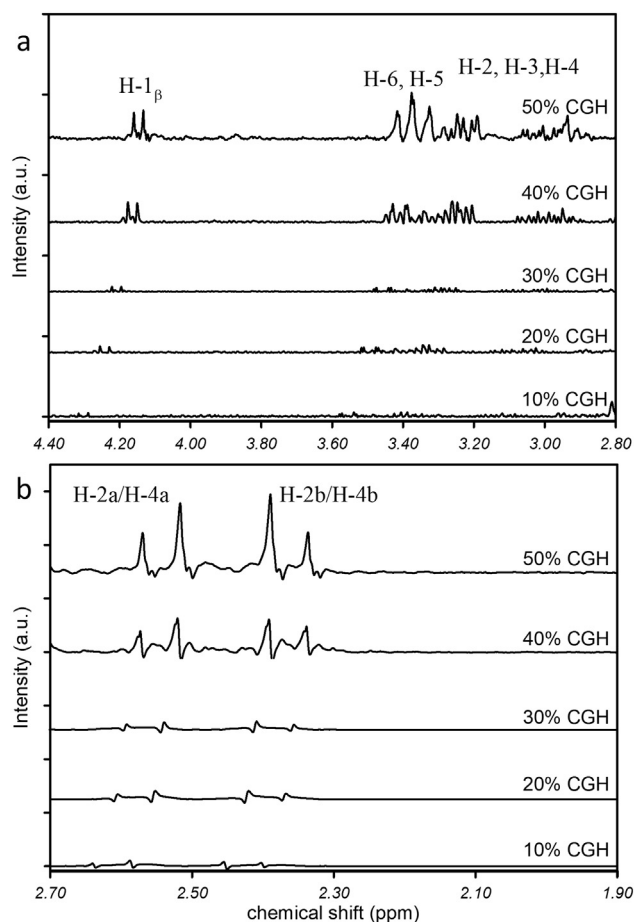 a
H-1β
H-6, H-5
H-2, H-3,H-4
50% CGH
40% CGH
30% CGH
20% CGH
10% CGH
Intensity (a.u.)
4.40 4.20 4.00 3.80 3.60 3.40 3.20 3.00 2.80
b
H-2a/H-4a
H-2b/H-4b
50% CGH
40% CGH
30% CGH
20% CGH
10% CGH
Intensity (a.u.)
2.70 2.50 2.30 2.10 1.90
chemical shift (ppm)